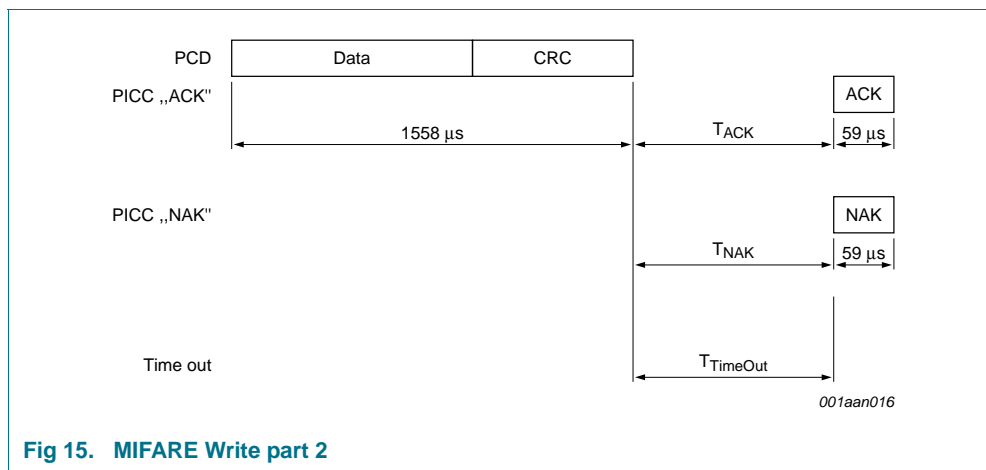 PCD Data CRC
PICC ,,ACK" ACK
1558 μs TACK 59 μs
PICC ,,NAK" NAK
TNAK 59 μs
Time out TTimeOut
001aan016
Fig 15. MIFARE Write part 2